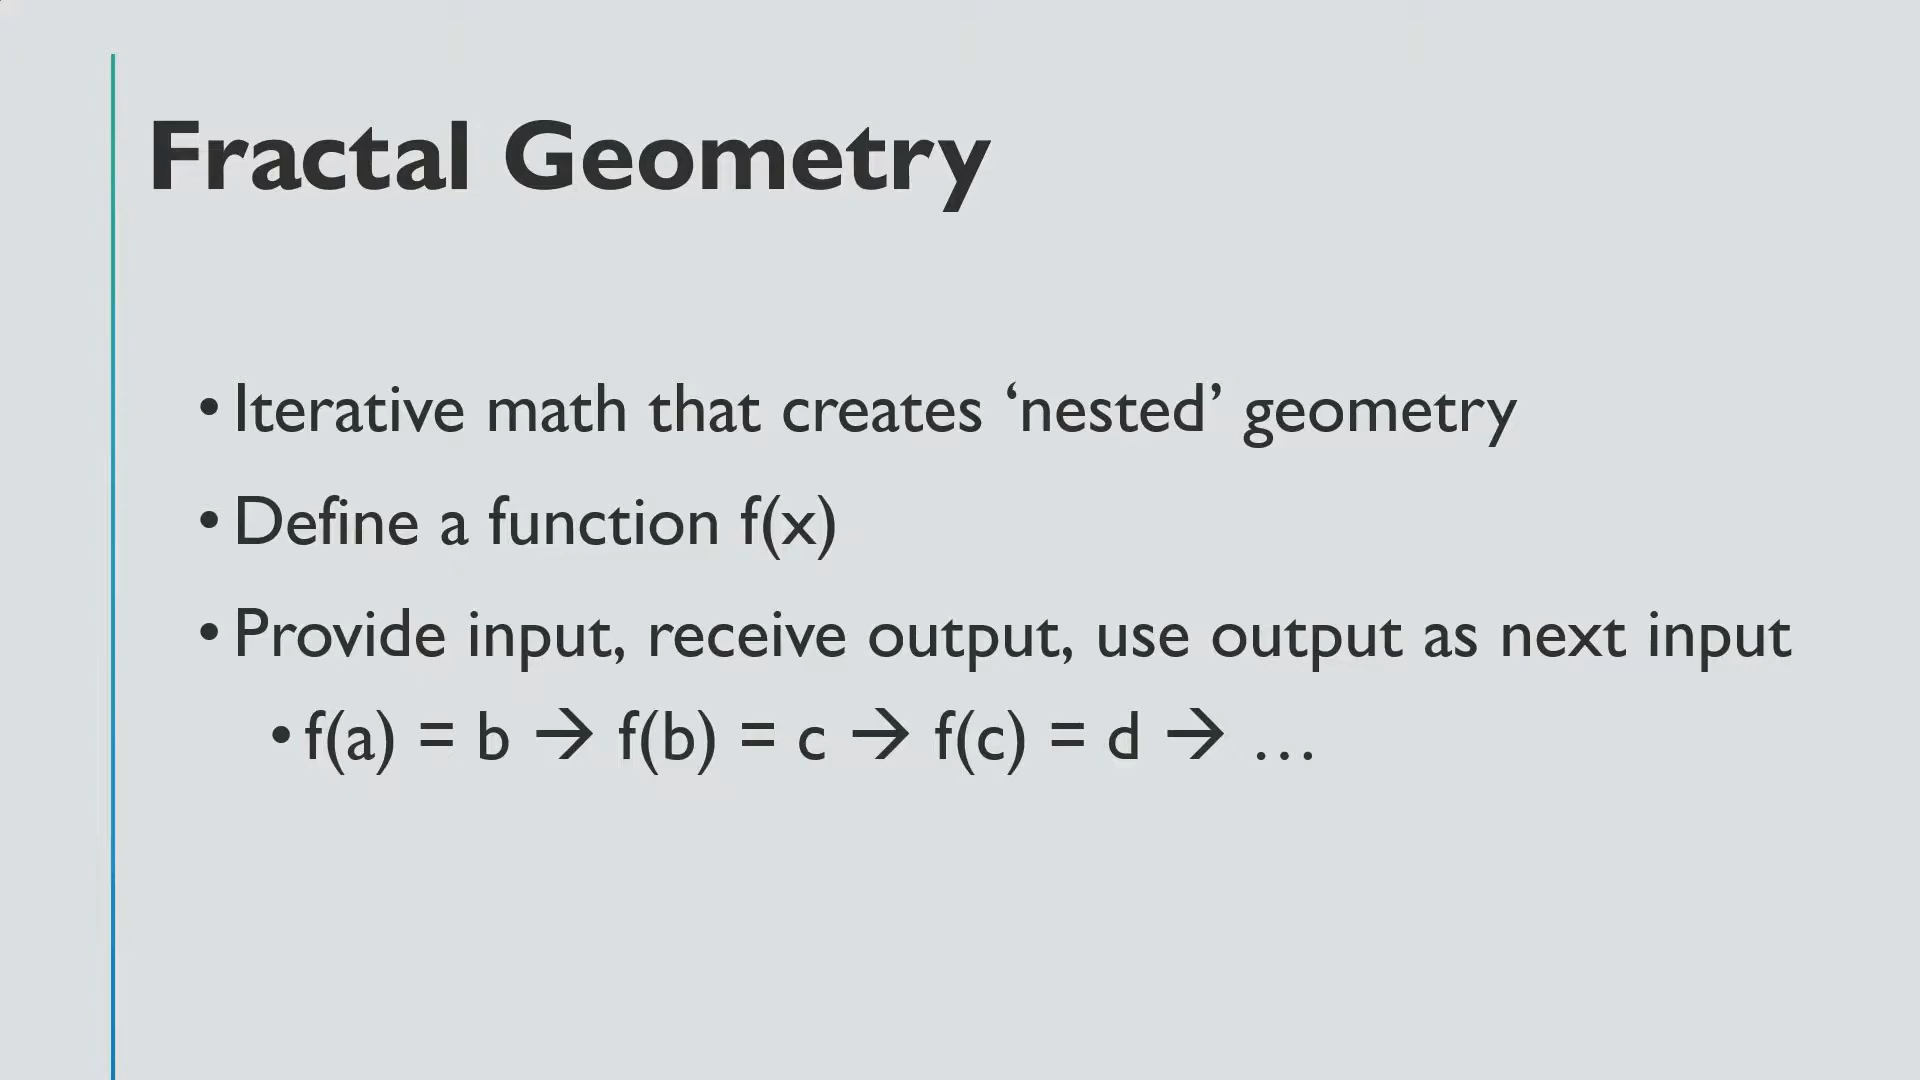 Fractal Geometry
• Iterative math that creates ‘nested’ geometry
• Define a function f(x)
• Provide input, receive output, use output as next input
• f(a) = b → f(b) = c → f(c) = d → …